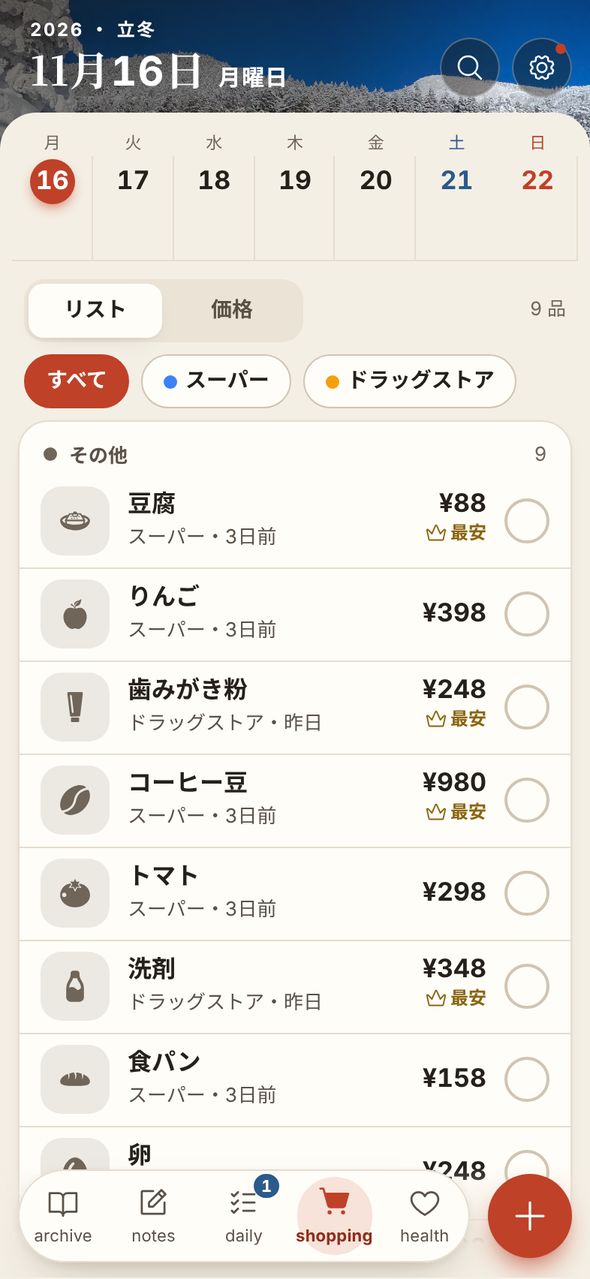 2026 • 立冬
11月16日 月曜日
月 火 水 木 金 土 日
16 17 18 19 20 21 22
リスト 価格 9 品
すべて スーパー ドラッグストア
その他 9
豆腐 ¥88
スーパー・3日前 最安
りんご ¥398
スーパー・3日前
歯みがき粉 ¥248
ドラッグストア・昨日 最安
コーヒー豆 ¥980
スーパー・3日前 最安
トマト ¥298
スーパー・3日前
洗剤 ¥348
ドラッグストア・昨日 最安
食パン ¥158
スーパー・3日前
卵 ¥248
1
archive notes daily shopping health